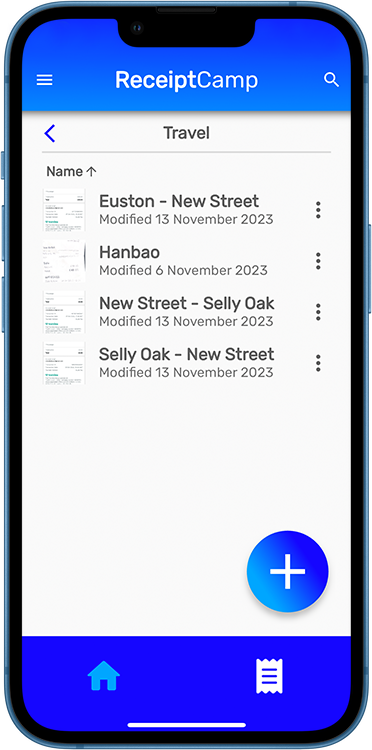 ReceiptCamp
Travel
Name ↑
Euston - New Street
Modified 13 November 2023
Hanbao
Modified 6 November 2023
New Street - Selly Oak
Modified 13 November 2023
Selly Oak - New Street
Modified 13 November 2023